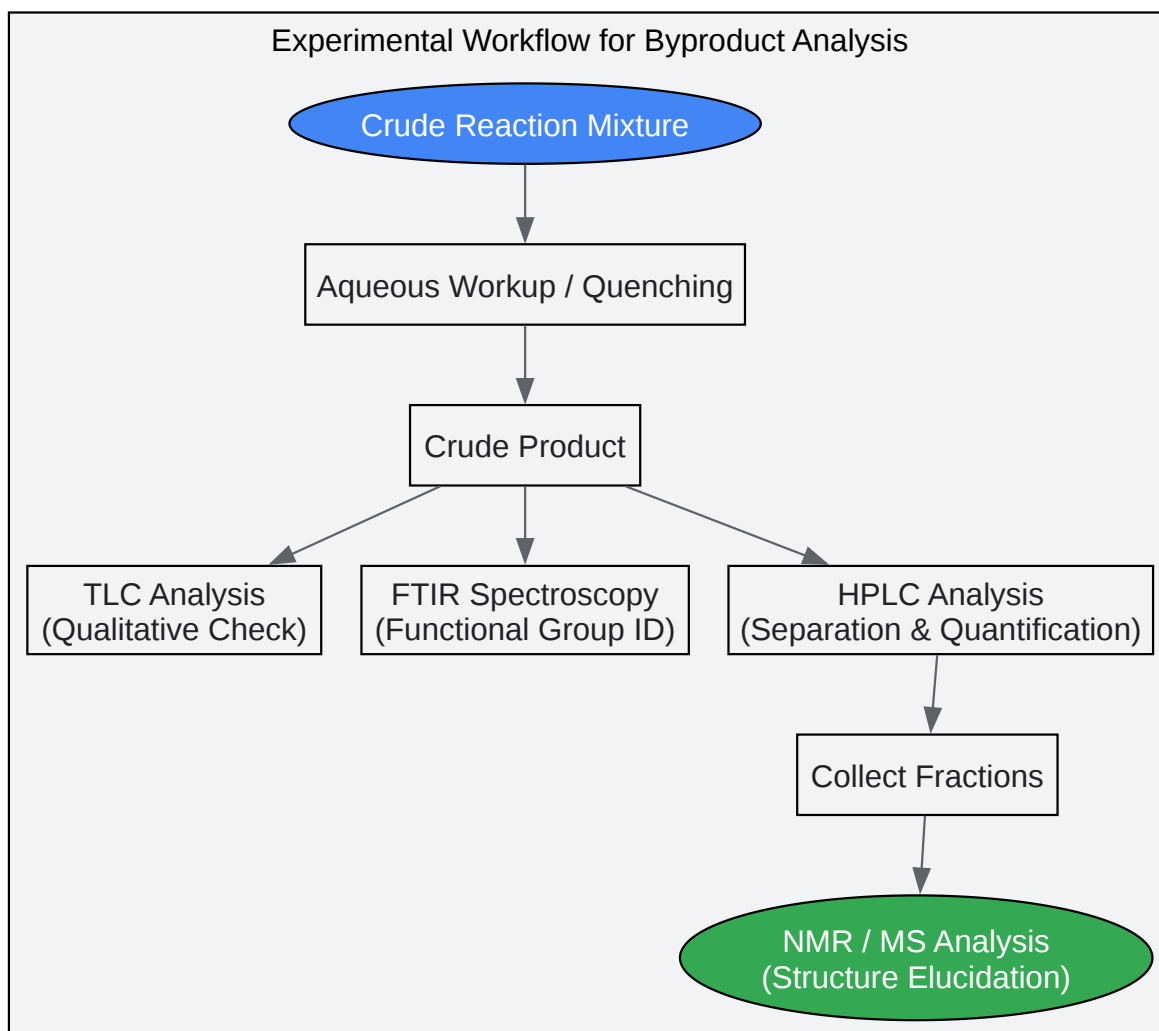 Experimental Workflow for Byproduct Analysis
Crude Reaction Mixture
Aqueous Workup / Quenching
Crude Product
TLC Analysis
(Qualitative Check)
FTIR Spectroscopy
(Functional Group ID)
HPLC Analysis
(Separation & Quantification)
Collect Fractions
NMR / MS Analysis
(Structure Elucidation)